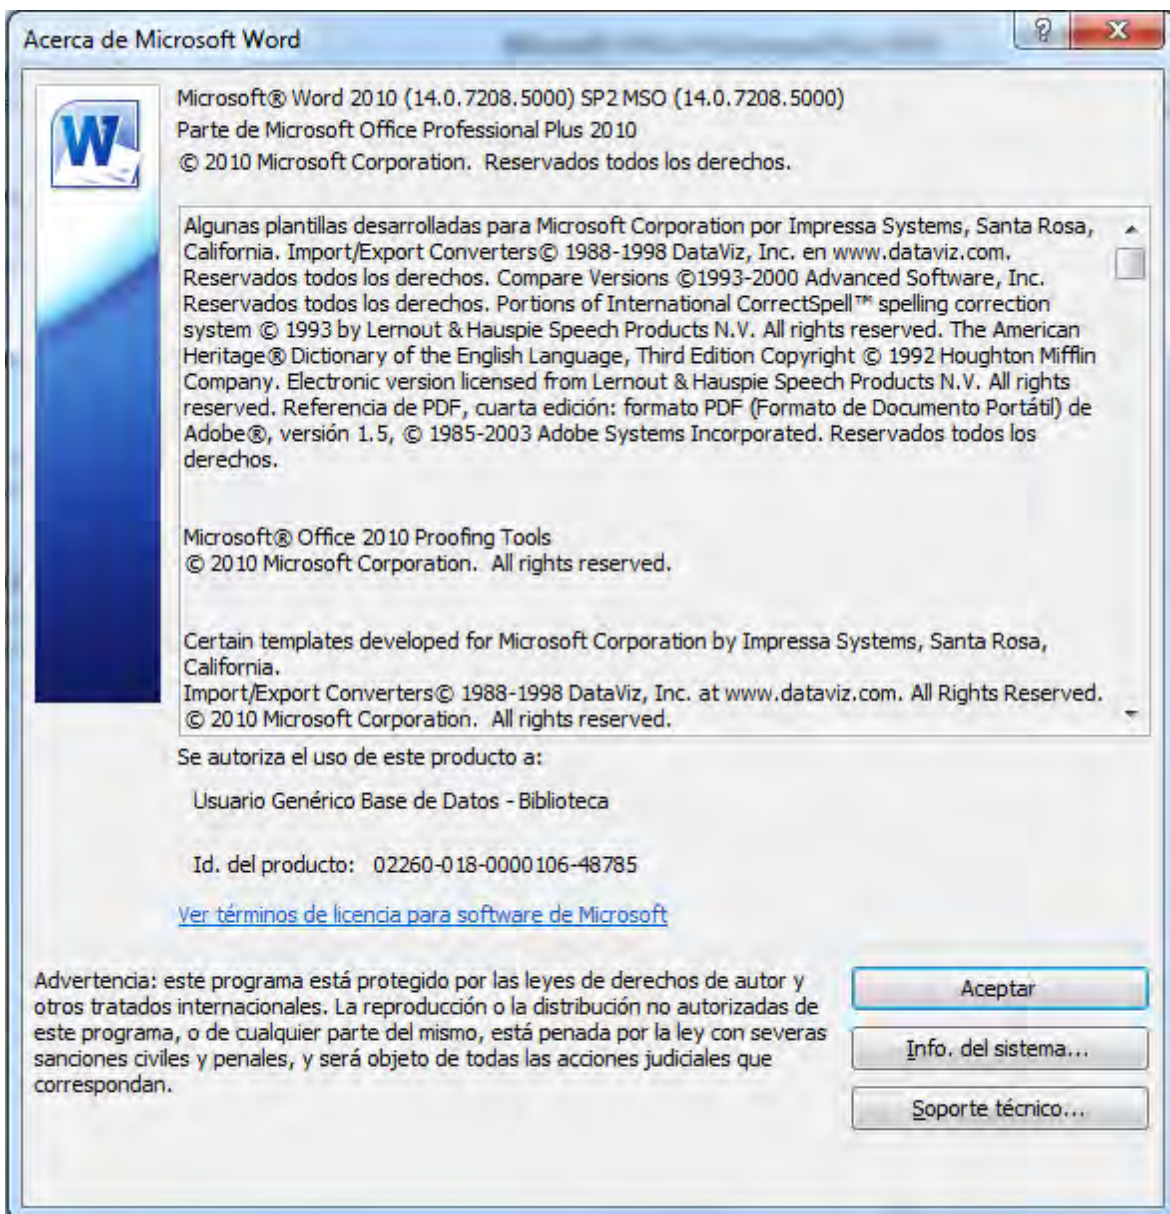 Acerca de Microsoft Word
Microsoft® Word 2010 (14.0.7208.5000) SP2 MSO (14.0.7208.5000)
Parte de Microsoft Office Professional Plus 2010
© 2010 Microsoft Corporation. Reservados todos los derechos.
Algunas plantillas desarrolladas para Microsoft Corporation por Impressa Systems, Santa Rosa,
California. Import/Export Converters© 1988-1998 DataViz, Inc. en www.dataviz.com.
Reservados todos los derechos. Compare Versions ©1993-2000 Advanced Software, Inc.
Reservados todos los derechos. Portions of International CorrectSpell™ spelling correction
system © 1993 by Lernout & Hauspie Speech Products N.V. All rights reserved. The American
Heritage® Dictionary of the English Language, Third Edition Copyright © 1992 Houghton Mifflin
Company. Electronic version licensed from Lernout & Hauspie Speech Products N.V. All rights
reserved. Referencia de PDF, cuarta edición: formato PDF (Formato de Documento Portátil) de
Adobe®, versión 1.5, © 1985-2003 Adobe Systems Incorporated. Reservados todos los
derechos.
Microsoft® Office 2010 Proofing Tools
© 2010 Microsoft Corporation. All rights reserved.
Certain templates developed for Microsoft Corporation by Impressa Systems, Santa Rosa,
California.
Import/Export Converters© 1988-1998 DataViz, Inc. at www.dataviz.com. All Rights Reserved.
© 2010 Microsoft Corporation. All rights reserved.
Se autoriza el uso de este producto a:
Usuario Genérico Base de Datos - Biblioteca
Id. del producto: 02260-018-0000106-48785
Ver términos de licencia para software de Microsoft
Advertencia: este programa está protegido por las leyes de derechos de autor y
otros tratados internacionales. La reproducción o la distribución no autorizadas de
este programa, o de cualquier parte del mismo, está penada por la ley con severas
sanciones civiles y penales, y será objeto de todas las acciones judiciales que
correspondan.
Aceptar
Info. del sistema...
Soporte técnico...